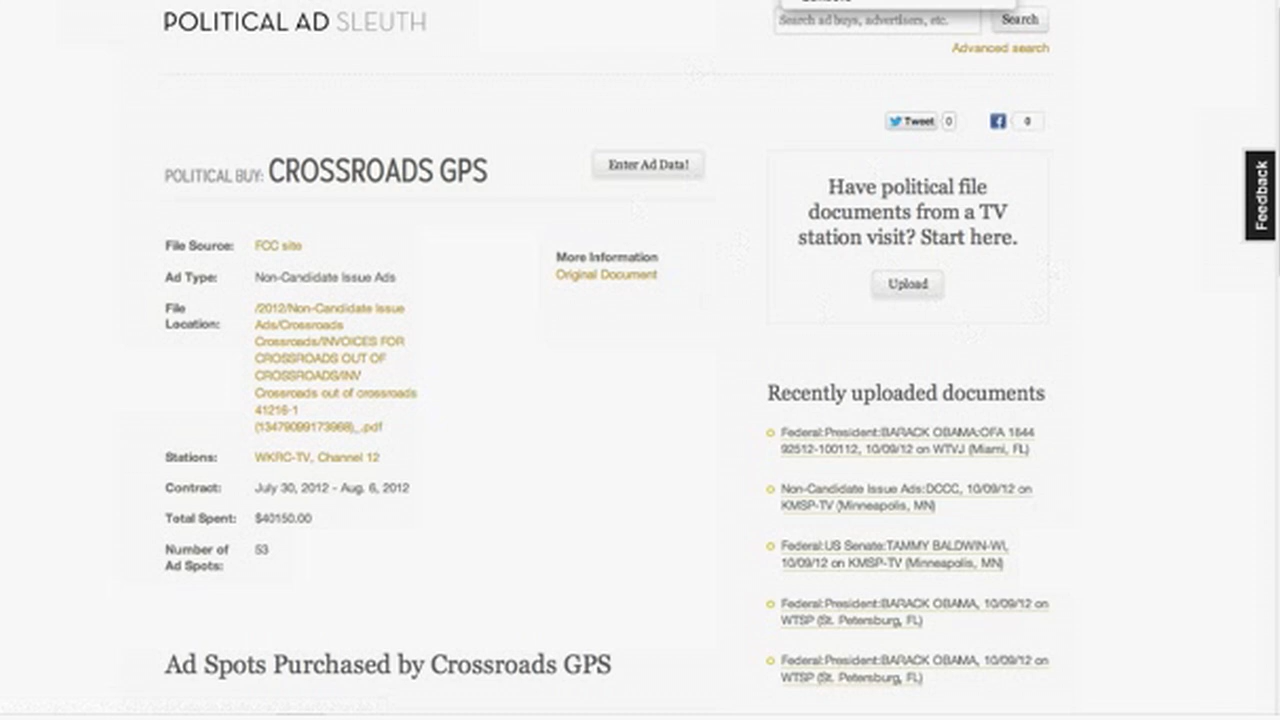 POLITICAL AD SLEUTH
Search ad buys, advertisers, etc.
Search
Advanced search
Tweet
0
0
POLITICAL BUY: CROSSROADS GPS
Enter Ad Data!
Have political file
documents from a TV
station visit? Start here.
Upload
Feedback
File Source: FCC site
Ad Type: Non-Candidate Issue Ads
File /2012/Non-Candidate Issue
Location: Ads/Crossroads
Crossroads/INVOICES FOR
CROSSROADS OUT OF
CROSSROADS/INV
Crossroads out of crossroads
41216-1
Stations: WKRC-TV, Channel 12
Contract: July 30, 2012 - Aug. 6, 2012
Total Spent: $40150.00
Number of 53
Ad Spots:
More Information
Original Document
Recently uploaded documents
Federal:President:BARACK OBAMA:OFA 1644
92512-100112, 10/09/12 on WTVJ (Miami, FL)
Non-Candidate Issue Ads:DCCC, 10/09/12 on
KMSP-TV (Minneapolis, MN)
Federal:US Senate:TAMMY BALDWIN-WI,
10/09/12 on KMSP-TV (Minneapolis, MN)
Federal:President:BARACK OBAMA, 10/09/12 on
WTSP (St. Petersburg, FL)
Federal:President:BARACK OBAMA, 10/09/12 on
WTSP (St. Petersburg, FL)
Ad Spots Purchased by Crossroads GPS